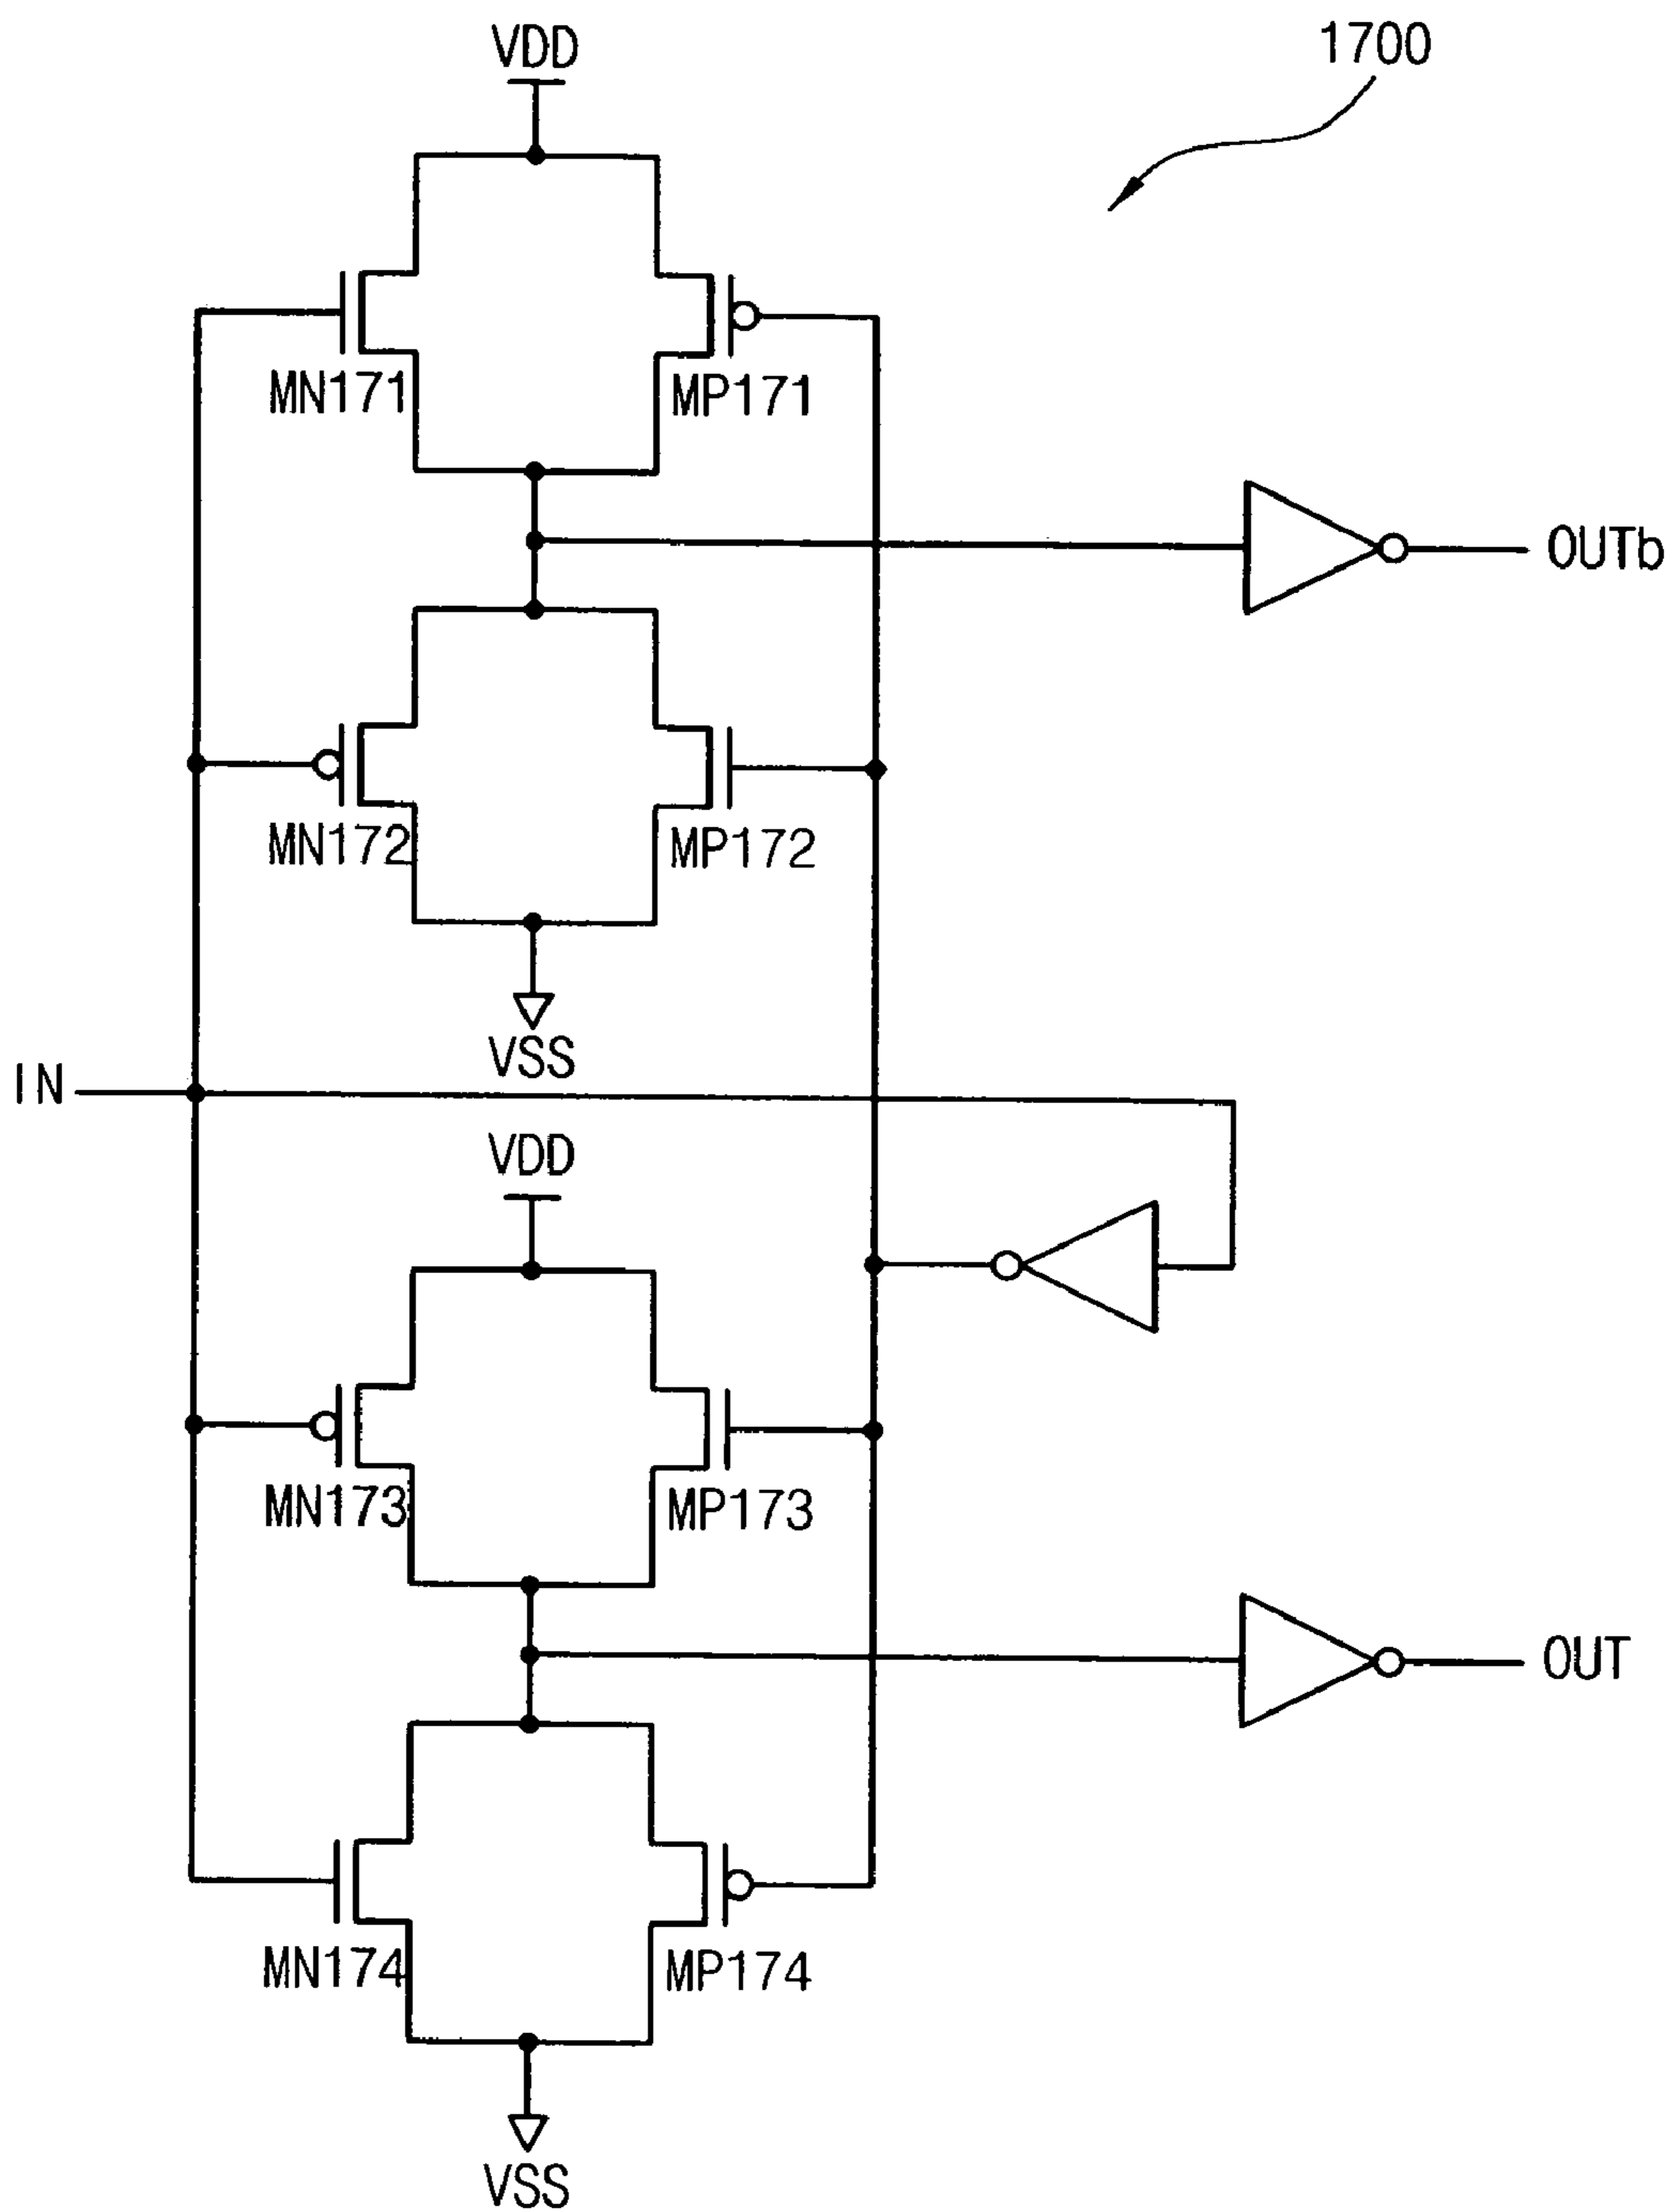 VDD
1700
MN171
MP171
OUTb
MN172
MP172
VSS
IN
VDD
MN173
MP173
OUT
MN174
MP174
VSS